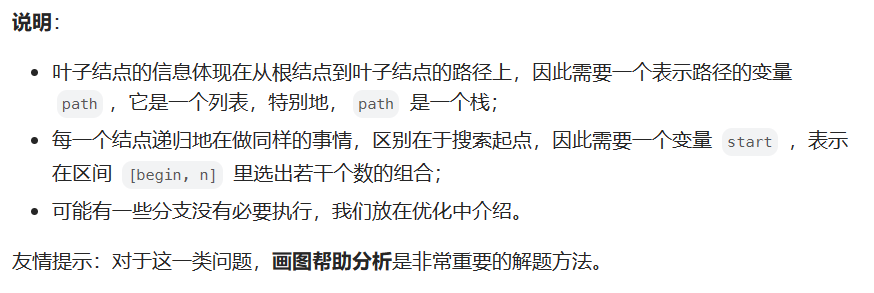 说明：
叶子结点的信息体现在从根结点到叶子结点的路径上，因此需要一个表示路径的变量
path ，它是一个列表，特别地， path 是一个栈；
每一个结点递归地在做同样的事情，区别在于搜索起点，因此需要一个变量 start ，表示
在区间 [begin, n] 里选出若干个数的组合；
可能有一些分支没有必要执行，我们放在优化中介绍。
友情提示：对于这一类问题，画图帮助分析是非常重要的解题方法。